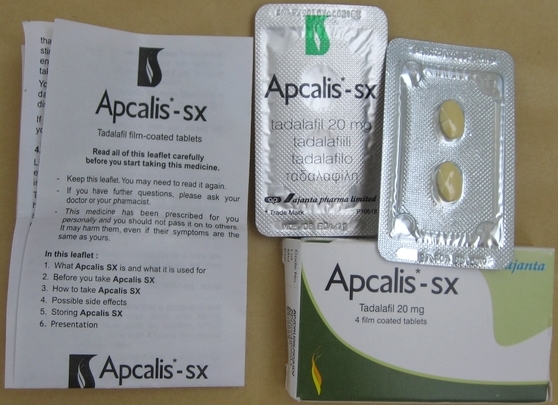 Apcalis*-sx
Tadalafil film-coated tablets
Read all of this leaflet carefully
before you start taking this medicine.
- Keep this leaflet. You may need to read it again.
- If you have further questions, please ask your
doctor or your pharmacist.
- This medicine has been prescribed for you
personally and you should not pass it on to others.
It may harm them, even if their symptoms are the
same as yours.
In this leaflet :
1. What Apcalis SX is and what it is used for
2. Before you take Apcalis SX
3. How to take Apcalis SX
4. Possible side effects
5. Storing Apcalis SX
6. Presentation
Apcalis*-sx
Apcalis*-sx
tadalafil 20 mg
tadalafiili
tadalafilo
ταδαλαφίλη
ajanta pharma limited
* Trade Mark
ajanta
Apcalis*-sx
Tadalafil 20 mg
4 film coated tablets